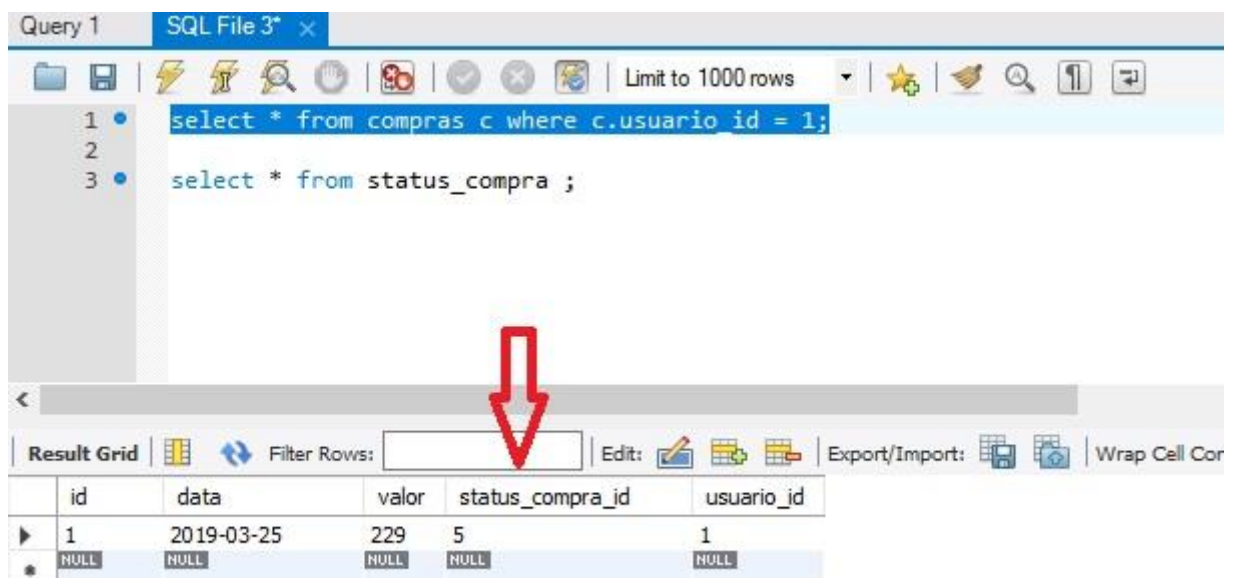 Query 1 SQL File 3*
Limit to 1000 rows
1 select * from compras c where c.usuario_id = 1;
2
3 select * from status_compra ;
Result Grid Filter Rows: Edit: Export/Import: Wrap Cell Cor
id data valor status_compra_id usuario_id
1 2019-03-25 229 5 1
NULL NULL NULL NULL NULL